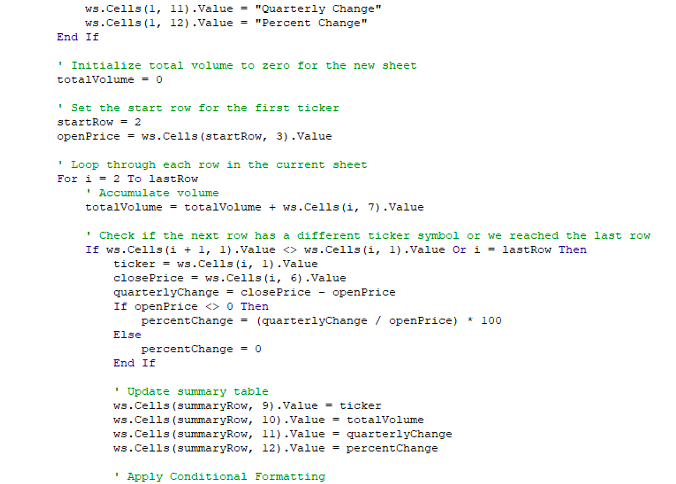 ws.Cells(1, 11).Value = "Quarterly Change"
ws.Cells(1, 12).Value = "Percent Change"
End If
' Initialize total volume to zero for the new sheet
totalVolume = 0
' Set the start row for the first ticker
startRow = 2
openPrice = ws.Cells(startRow, 3).Value
' Loop through each row in the current sheet
For i = 2 To lastRow
' Accumulate volume
totalVolume = totalVolume + ws.Cells(i, 7).Value
' Check if the next row has a different ticker symbol or we reached the last row
If ws.Cells(i + 1, 1).Value <> ws.Cells(i, 1).Value Or i = lastRow Then
ticker = ws.Cells(i, 1).Value
closePrice = ws.Cells(i, 6).Value
quarterlyChange = closePrice - openPrice
If openPrice <> 0 Then
percentChange = (quarterlyChange / openPrice) * 100
Else
percentChange = 0
End If
' Update summary table
ws.Cells(summaryRow, 9).Value = ticker
ws.Cells(summaryRow, 10).Value = totalVolume
ws.Cells(summaryRow, 11).Value = quarterlyChange
ws.Cells(summaryRow, 12).Value = percentChange
' Apply Conditional Formatting